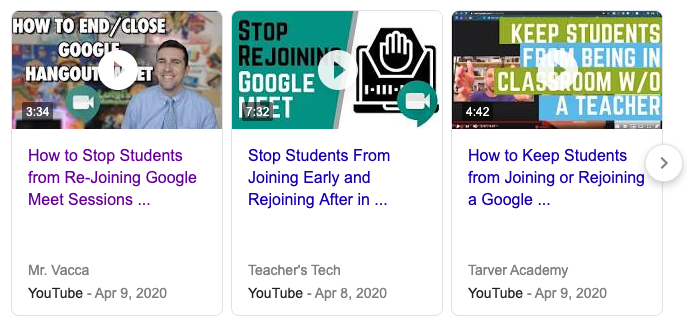 HOW TO END/CLOSE
GOOGLE
HANGOUT MEET
3:34
How to Stop Students
from Re-Joining Google
Meet Sessions ...
Mr. Vacca
YouTube - Apr 9, 2020
STOP
REJOINING
GOOGLE
MEET
7:32
Stop Students From
Joining Early and
Rejoining After in ...
Teacher's Tech
YouTube - Apr 8, 2020
KEEP STUDENTS
FROM BEING IN
CLASSROOM W/O
A TEACHER
4:42
How to Keep Students
from Joining or Rejoining
a Google ...
Tarver Academy
YouTube - Apr 9, 2020